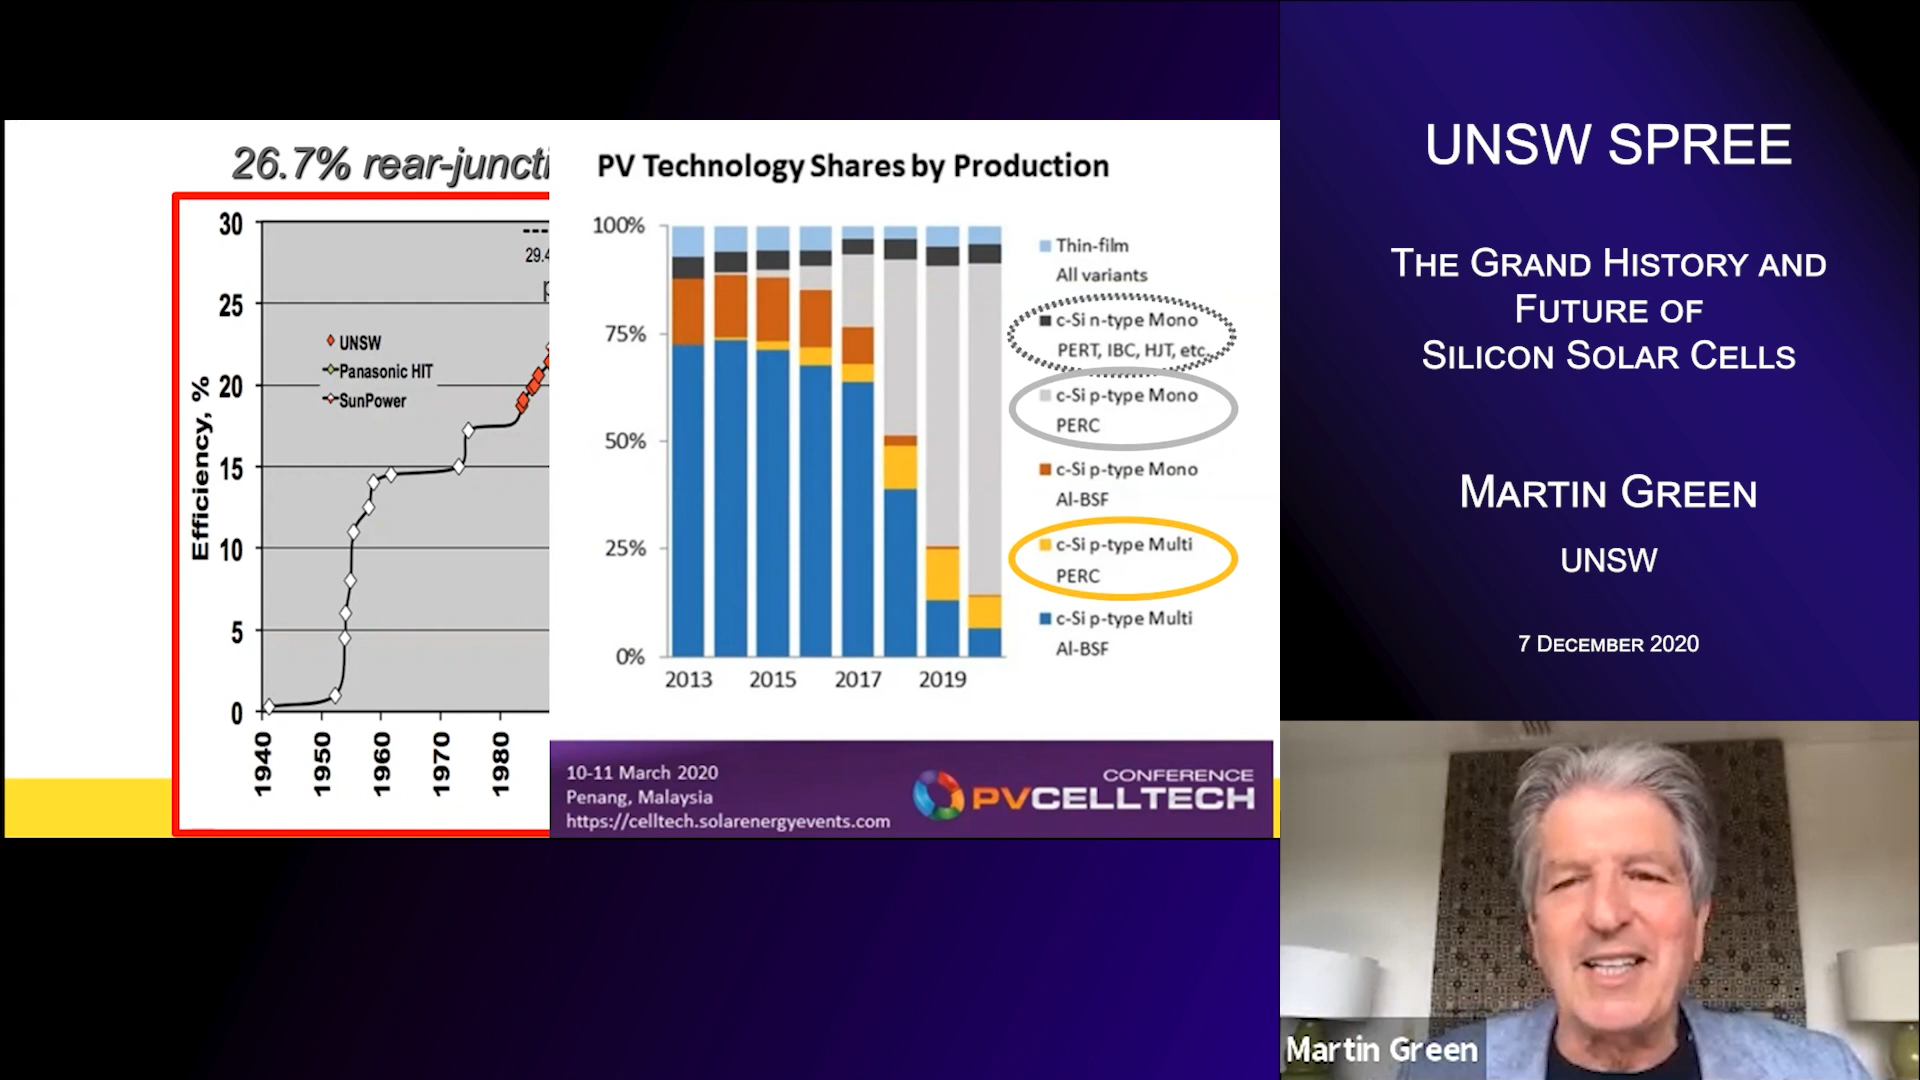 26.7% rear-juncti
30
25
20
15
10
5
0
Efficiency, %
29.4
UNSW
Panasonic HIT
SunPower
1940
1950
1960
1970
1980
PV Technology Shares by Production
100%
75%
50%
25%
0%
2013
2015
2017
2019
Thin-film
All variants
c-Si n-type Mono
PERT, IBC, HJT, etc.
c-Si p-type Mono
PERC
c-Si p-type Mono
Al-BSF
c-Si p-type Multi
PERC
c-Si p-type Multi
Al-BSF
10-11 March 2020
Penang, Malaysia
https://celltech.solarenergyevents.com
CONFERENCE
PVCELLTECH
UNSW SPREE
The Grand History and
Future of
Silicon Solar Cells
Martin Green
UNSW
7 December 2020
Martin Green